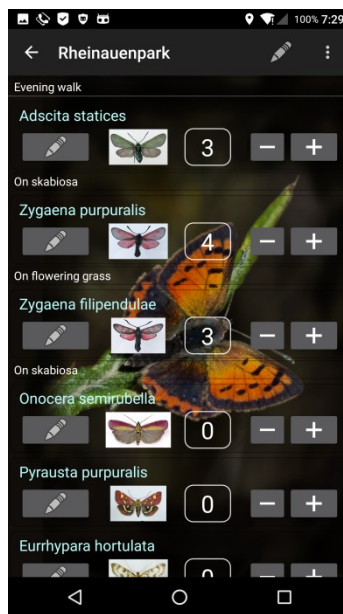 100% 7:29
Rheinauenpark
Evening walk
Adscita statices
3
On skabiosa
Zygaena purpuralis
4
On flowering grass
Zygaena filipendulae
3
On skabiosa
Onocera semirubella
0
Pyrausta purpuralis
0
Eurrhypara hortulata
0